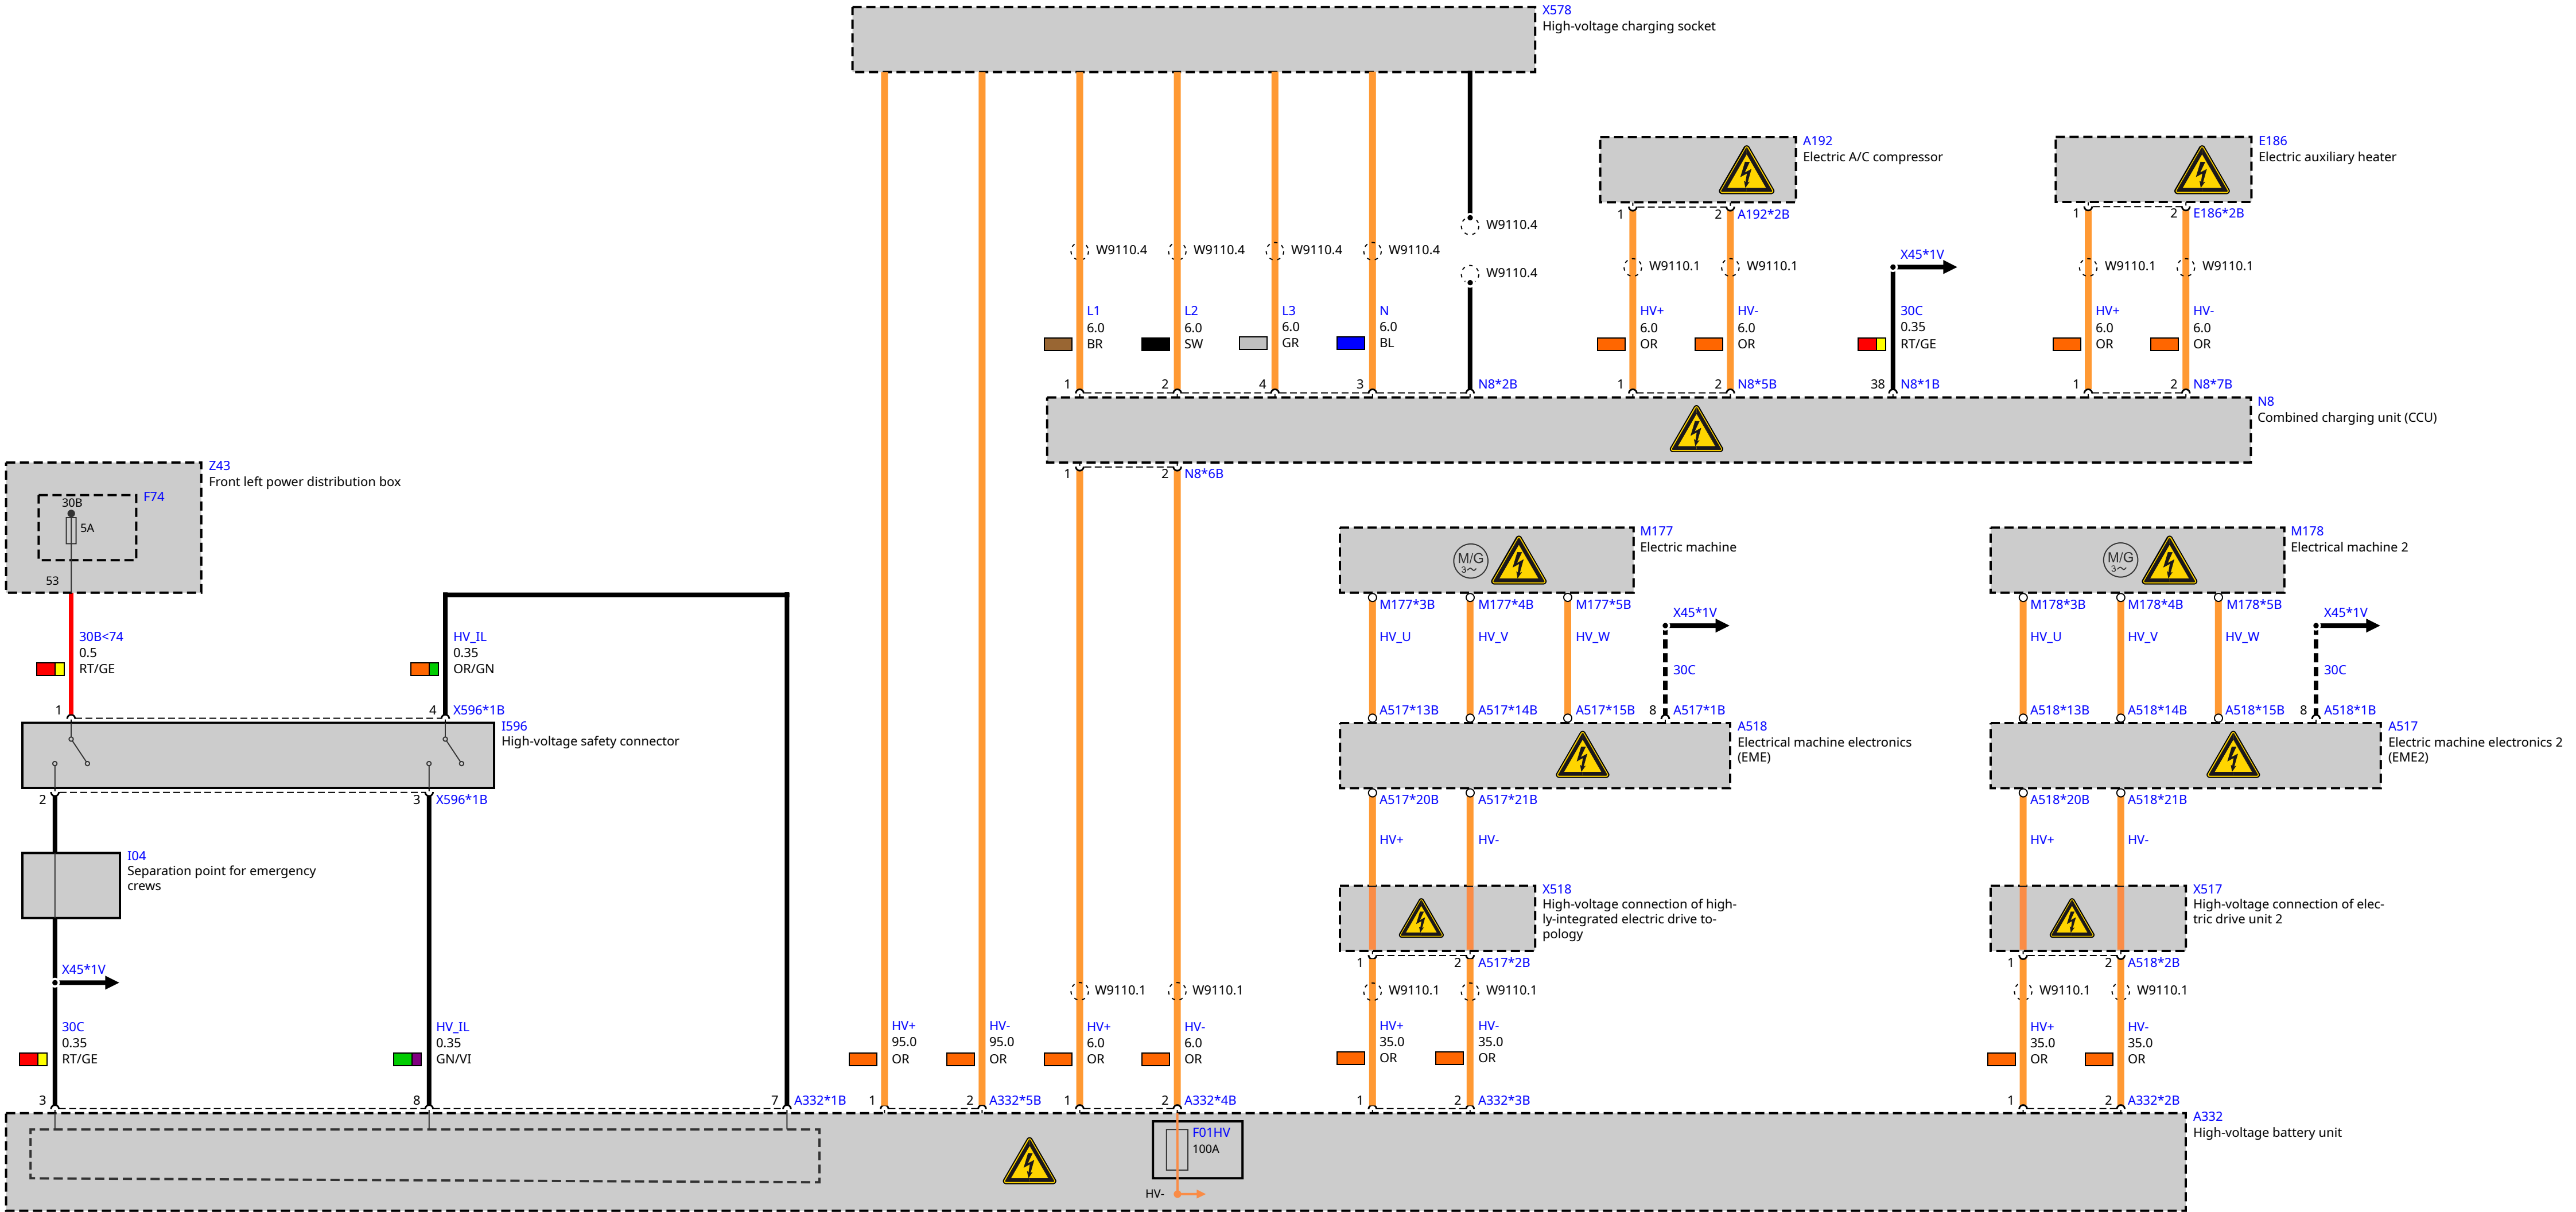 X578
High-voltage charging socket
A192
Electric A/C compressor
E186
Electric auxiliary heater
1
2
A192*2B
1
2
E186*2B
W9110.4
W9110.4
W9110.4
W9110.4
W9110.4
W9110.4
W9110.1
W9110.1
X45*1V
W9110.1
W9110.1
L1
6.0
BR
L2
6.0
SW
L3
6.0
GR
N
6.0
BL
HV+
6.0
OR
HV-
6.0
OR
30C
0.35
RT/GE
HV+
6.0
OR
HV-
6.0
OR
1
2
4
3
N8*2B
1
2
N8*5B
38
N8*1B
1
2
N8*7B
N8
Combined charging unit (CCU)
1
2
N8*6B
Z43
Front left power distribution box
F74
30B
5A
53
30B<74
0.5
RT/GE
HV_IL
0.35
OR/GN
1
4
X596*1B
I596
High-voltage safety connector
2
3
X596*1B
I04
Separation point for emergency
crews
X45*1V
30C
0.35
RT/GE
HV_IL
0.35
GN/VI
3
8
7
A332*1B
M177
Electric machine
M/G
3~
M177*3B
M177*4B
M177*5B
X45*1V
HV_U
HV_V
HV_W
30C
A517*13B
A517*14B
A517*15B
8
A517*1B
A518
Electrical machine electronics
(EME)
A517*20B
A517*21B
HV+
HV-
X518
High-voltage connection of high-
ly-integrated electric drive to-
pology
1
2
A517*2B
W9110.1
W9110.1
M178
Electrical machine 2
M/G
3~
M178*3B
M178*4B
M178*5B
X45*1V
HV_U
HV_V
HV_W
30C
A518*13B
A518*14B
A518*15B
8
A518*1B
A517
Electric machine electronics 2
(EME2)
A518*20B
A518*21B
HV+
HV-
X517
High-voltage connection of elec-
tric drive unit 2
1
2
A518*2B
W9110.1
W9110.1
W9110.1
W9110.1
HV+
95.0
OR
HV-
95.0
OR
HV+
6.0
OR
HV-
6.0
OR
HV+
35.0
OR
HV-
35.0
OR
HV+
35.0
OR
HV-
35.0
OR
1
2
A332*5B
1
2
A332*4B
1
2
A332*3B
1
2
A332*2B
A332
High-voltage battery unit
F01HV
100A
HV-